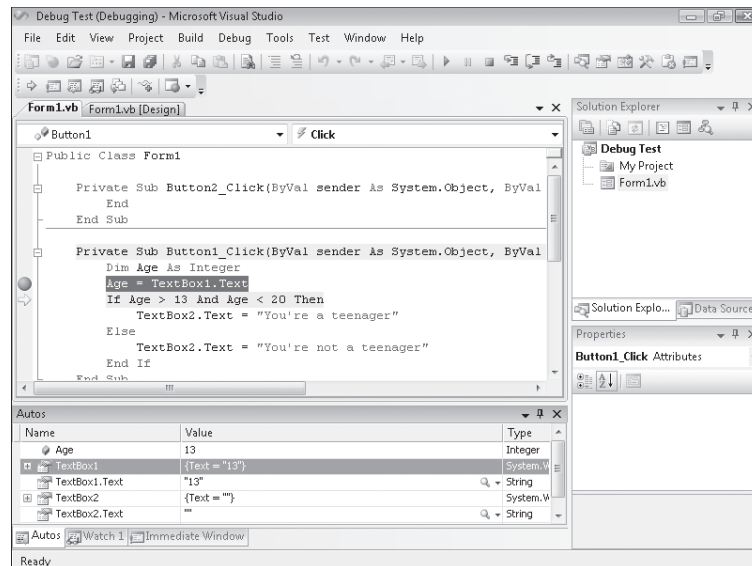 Debug Test (Debugging) - Microsoft Visual Studio
File Edit View Project Build Debug Tools Test Window Help
Form1.vb Form1.vb [Design]
Button1 Click
Public Class Form1
Private Sub Button2_Click(ByVal sender As System.Object, ByVal
End
End Sub
Private Sub Button1_Click(ByVal sender As System.Object, ByVal
Dim Age As Integer
Age = TextBox1.Text
If Age > 13 And Age < 20 Then
TextBox2.Text = "You're a teenager"
Else
TextBox2.Text = "You're not a teenager"
End If
End Sub
Solution Explorer
Debug Test
My Project
Form1.vb
Solution Explo... Data Source
Properties
Button1_Click Attributes
Autos
Name Value Type
Age 13 Integer
TextBox1 {Text = "13"} System.W
TextBox1.Text "13" String
TextBox2 {Text = ""} System.W
TextBox2.Text "" String
Autos Watch 1 Immediate Window
Ready